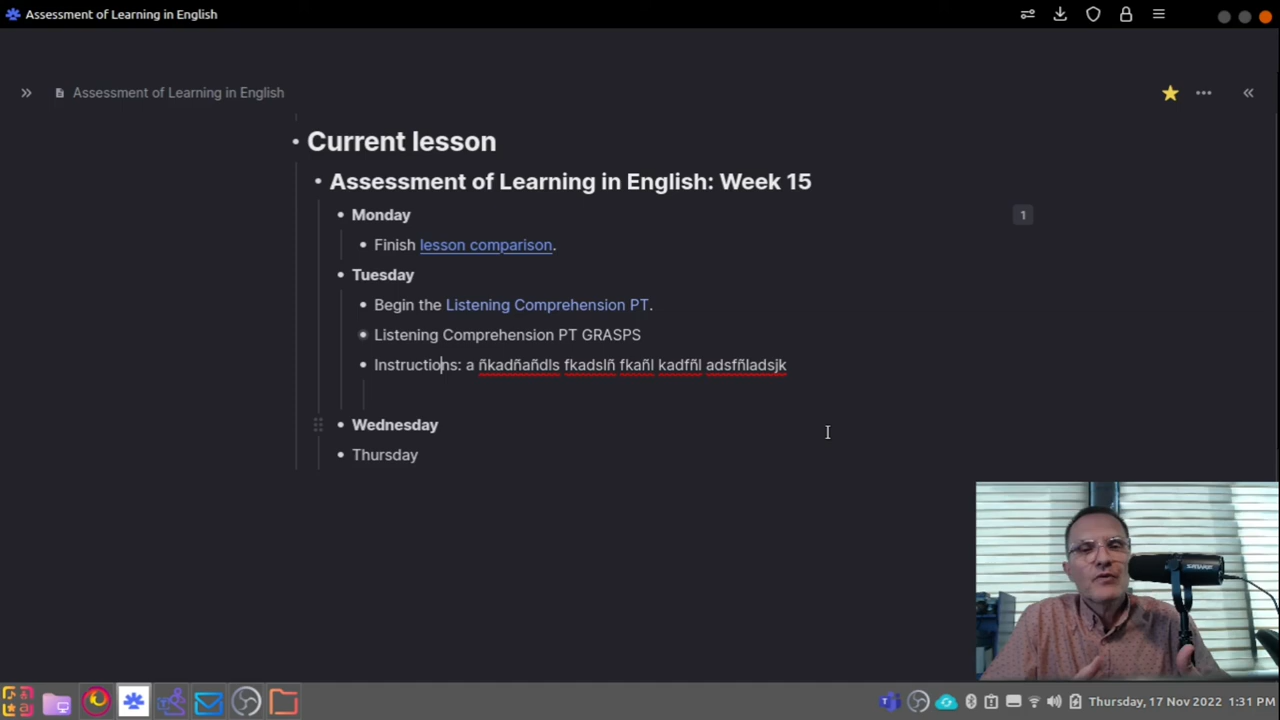 Assessment of Learning in English
Assessment of Learning in English
Current lesson
Assessment of Learning in English: Week 15
Monday
1
Finish lesson comparison.
Tuesday
Begin the Listening Comprehension PT.
Listening Comprehension PT GRASPS
Instructions: a ñkadñañdls fkadslñ fkañl kadfñl adsfñladsjk
Wednesday
Thursday
Thursday, 17 Nov 2022 1:31 PM